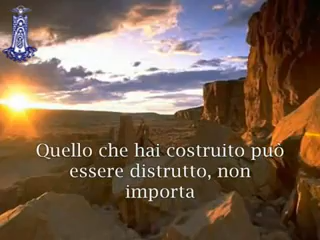 Quello che hai costruito può
essere distrutto, non
importa